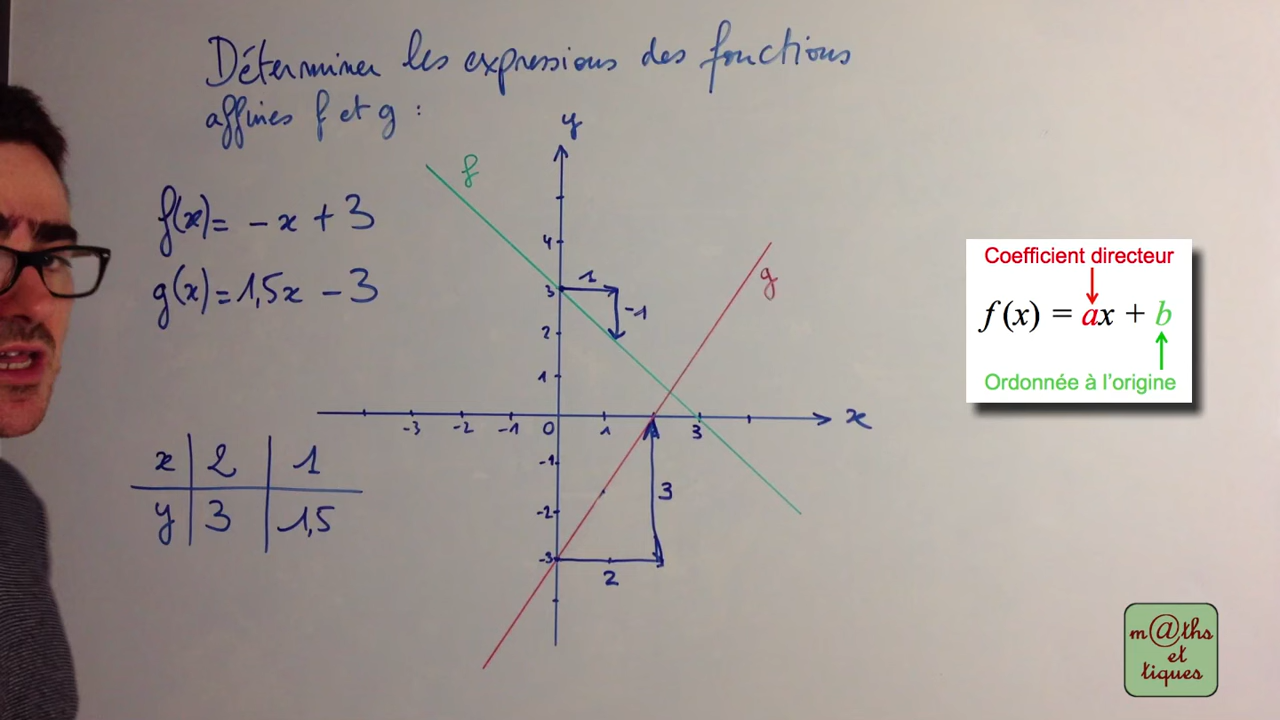 Déterminer les expressions des fonctions
affines f et g :
f(x) = - x + 3
g(x) = 1,5x - 3
x 2 1
y 3 1,5
y
f
4
3
2
1
1
-1
g
-3 -2 -1 0 1 3 x
-1
-2
-3
3
2
Coefficient directeur
f(x) = ax + b
Ordonnée à l'origine
m@ths
et
tiques